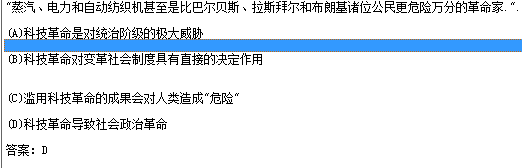 "蒸汽、电力和自动纺织机甚至是比巴尔贝斯、拉斯拜尔和布朗基诸位公民更危险万分的革命家.".
(A)科技革命是对统治阶级的极大威胁
(B)科技革命对变革社会制度具有直接的决定作用
(C)滥用科技革命的成果会对人类造成"危险"
(D)科技革命导致社会政治革命
答案: D